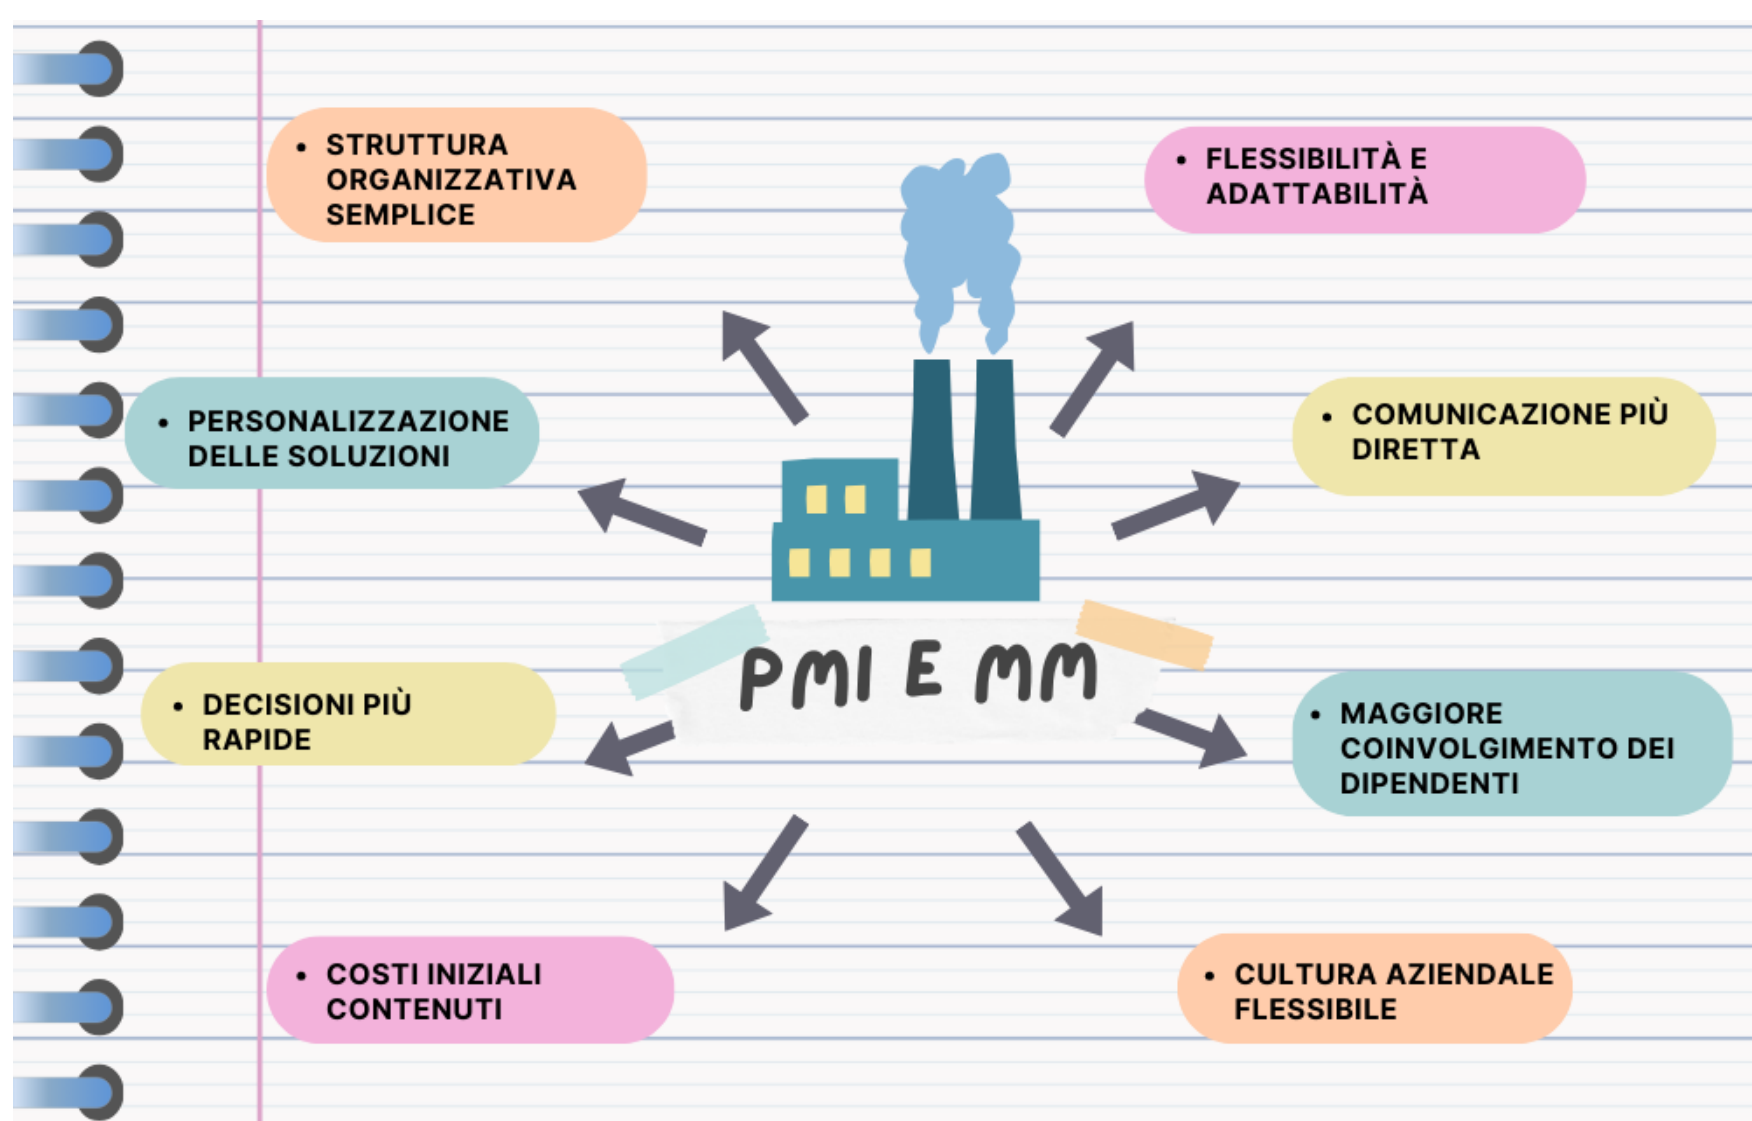 • STRUTTURA
ORGANIZZATIVA
SEMPLICE
• FLESSIBILITÀ E
ADATTABILITÀ
• PERSONALIZZAZIONE
DELLE SOLUZIONI
• COMUNICAZIONE PIÙ
DIRETTA
PMI E MM
• DECISIONI PIÙ
RAPIDE
• MAGGIORE
COINVOLGIMENTO DEI
DIPENDENTI
• COSTI INIZIALI
CONTENUTI
• CULTURA AZIENDALE
FLESSIBILE